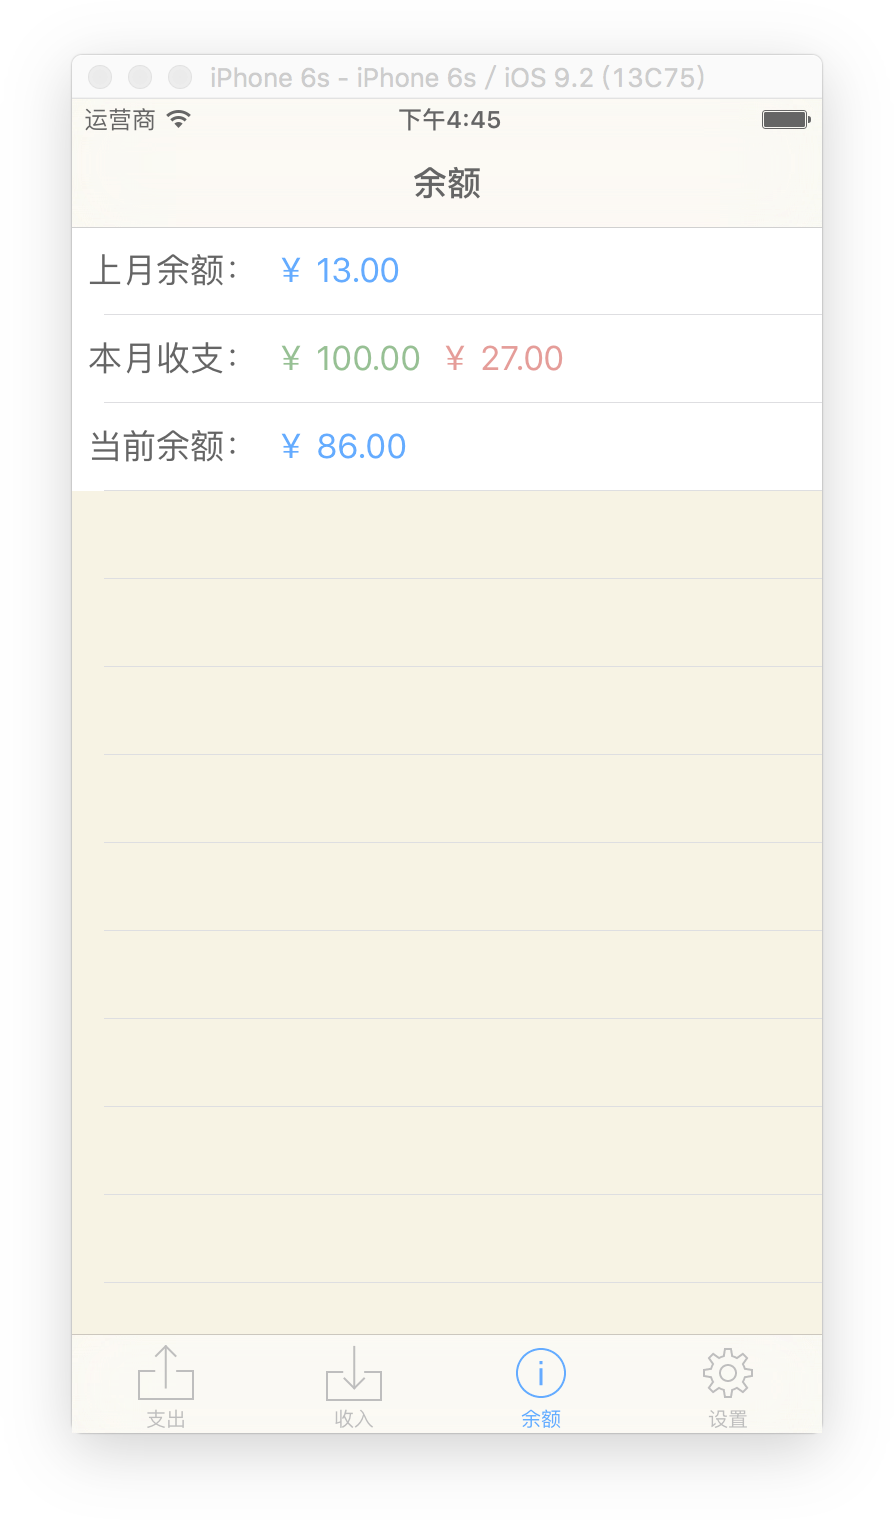 iPhone 6s - iPhone 6s / iOS 9.2 (13C75)
运营商 下午4:45
余额
上月余额： ¥ 13.00
本月收支： ¥ 100.00 ¥ 27.00
当前余额： ¥ 86.00
支出 收入 余额 设置